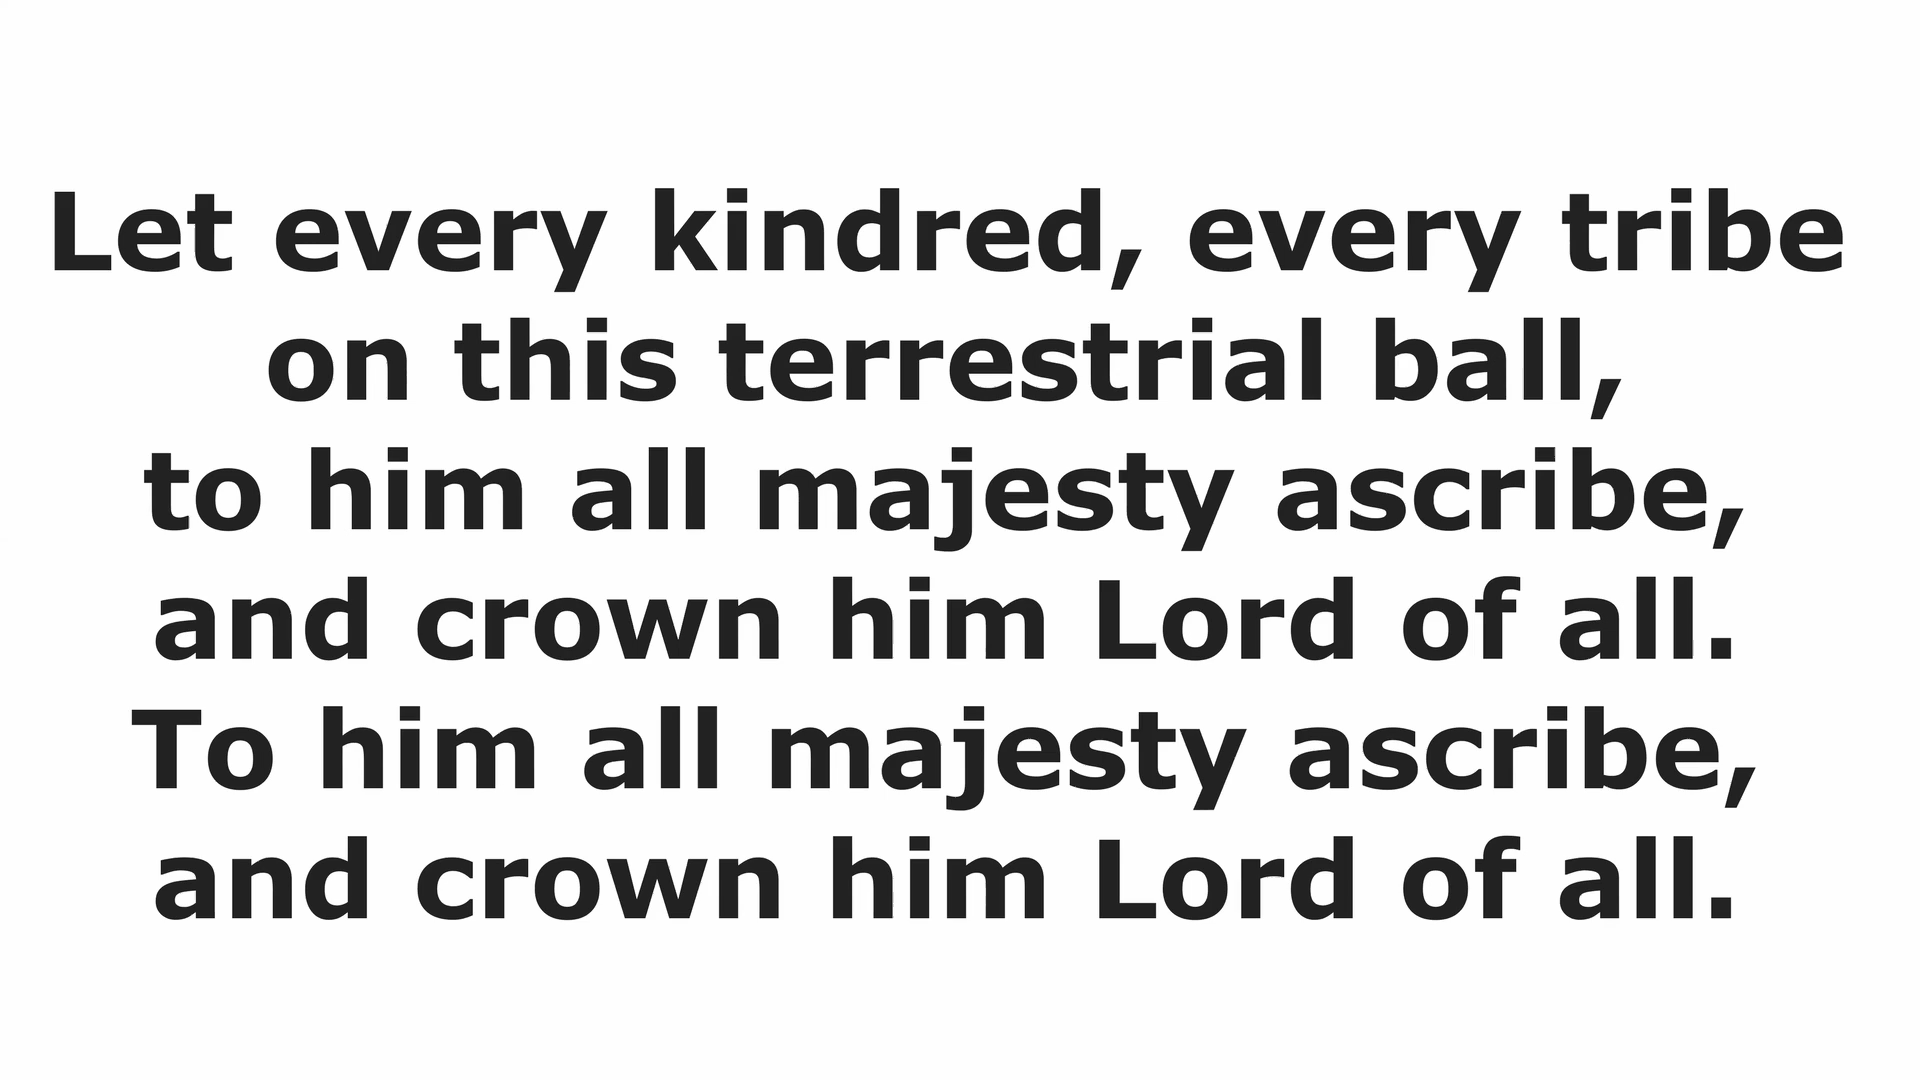 Let every kindred, every tribe
on this terrestrial ball,
to him all majesty ascribe,
and crown him Lord of all.
To him all majesty ascribe,
and crown him Lord of all.